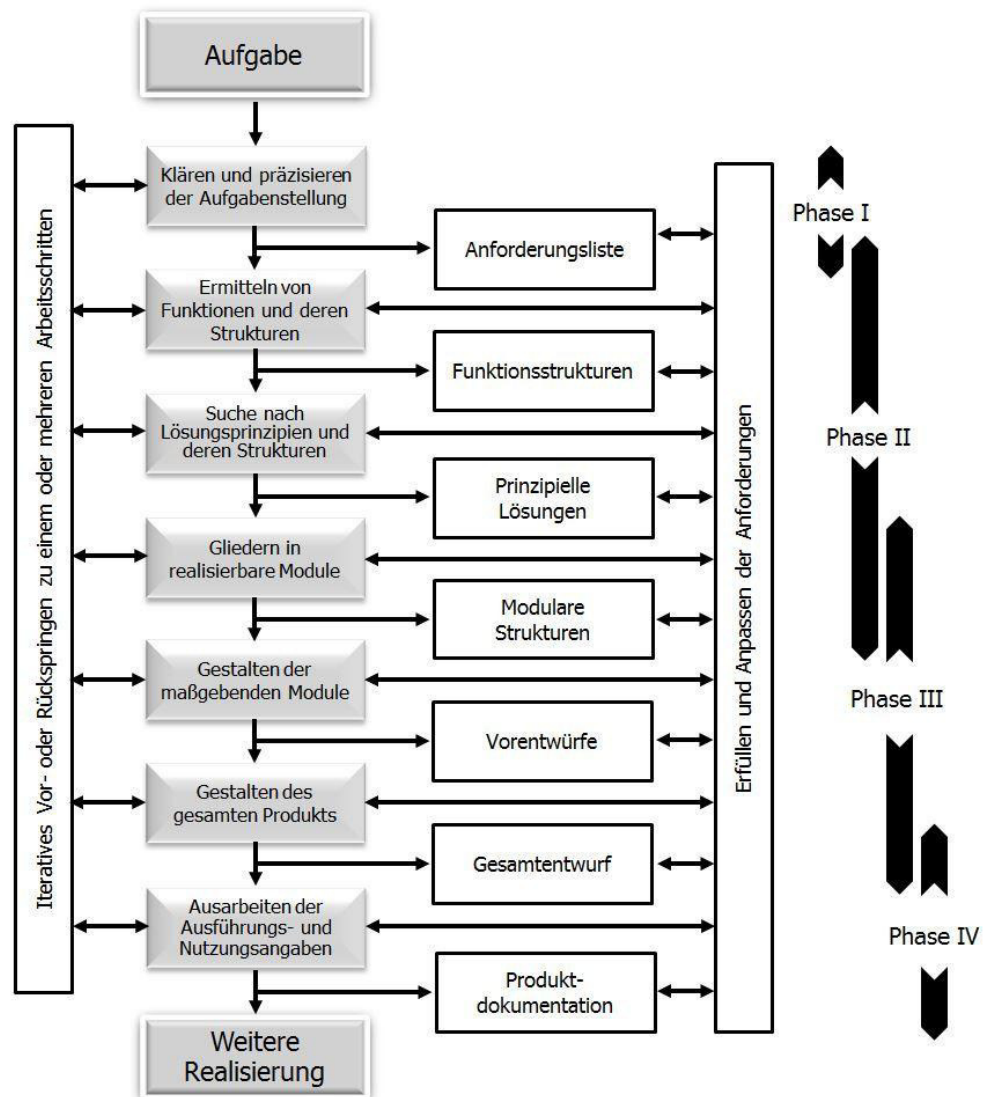 Aufgabe
Iteratives Vor- oder Rückspringen zu einem oder mehreren Arbeitsschritten
Klären und präzisieren
der Aufgabenstellung
Anforderungsliste
Ermitteln von
Funktionen und deren
Strukturen
Funktionsstrukturen
Suche nach
Lösungsprinzipien und
deren Strukturen
Prinzipielle
Lösungen
Gliedern in
realisierbare Module
Modulare
Strukturen
Gestalten der
maßgebenden Module
Vorentwürfe
Gestalten des
gesamten Produkts
Gesamtentwurf
Ausarbeiten der
Ausführungs- und
Nutzungsangaben
Produkt-
dokumentation
Weitere
Realisierung
Erfüllen und Anpassen der Anforderungen
Phase I
Phase II
Phase III
Phase IV